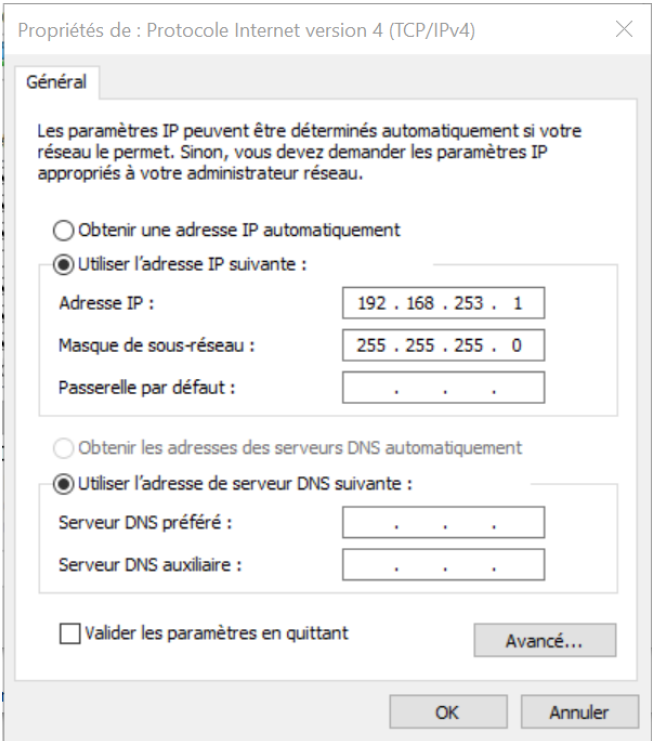 Propriétés de : Protocole Internet version 4 (TCP/IPv4)
Général
Les paramètres IP peuvent être déterminés automatiquement si votre
réseau le permet. Sinon, vous devez demander les paramètres IP
appropriés à votre administrateur réseau.
Obtenir une adresse IP automatiquement
Utiliser l'adresse IP suivante :
Adresse IP : 192 . 168 . 253 . 1
Masque de sous-réseau : 255 . 255 . 255 . 0
Passerelle par défaut : . . .
Obtenir les adresses des serveurs DNS automatiquement
Utiliser l'adresse de serveur DNS suivante :
Serveur DNS préféré : . . .
Serveur DNS auxiliaire : . . .
Valider les paramètres en quittant
Avancé...
OK Annuler